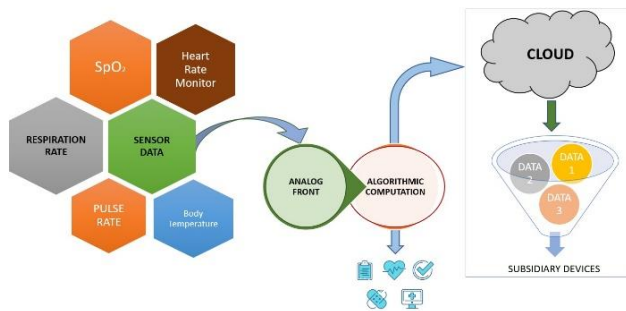 SpO₂
Heart
Rate
Monitor
RESPIRATION
RATE
SENSOR
DATA
PULSE
RATE
Body
Temperature
ANALOG
FRONT
ALGORITHMIC
COMPUTATION
CLOUD
DATA
1
DATA
2
DATA
3
SUBSIDIARY DEVICES